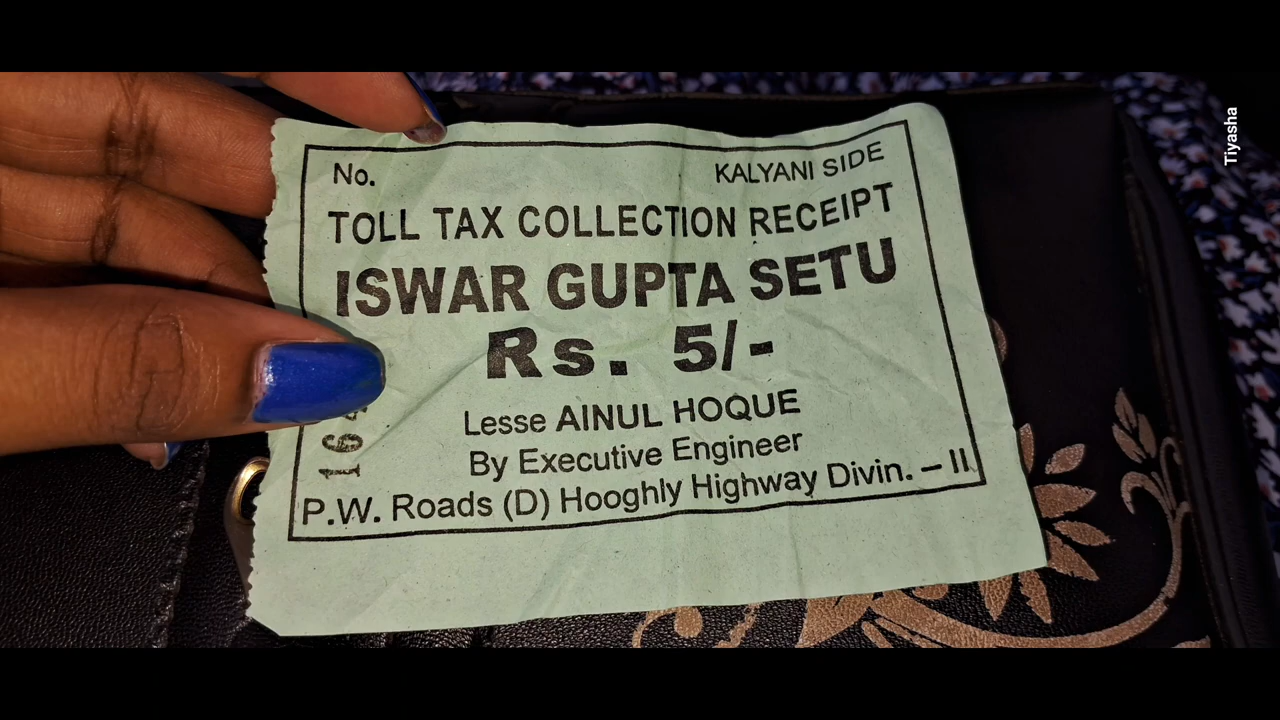 No.
KALYANI SIDE
TOLL TAX COLLECTION RECEIPT
ISWAR GUPTA SETU
Rs. 5/-
Lesse AINUL HOQUE
By Executive Engineer
P.W. Roads (D) Hooghly Highway Divin. – II
Tiyasha